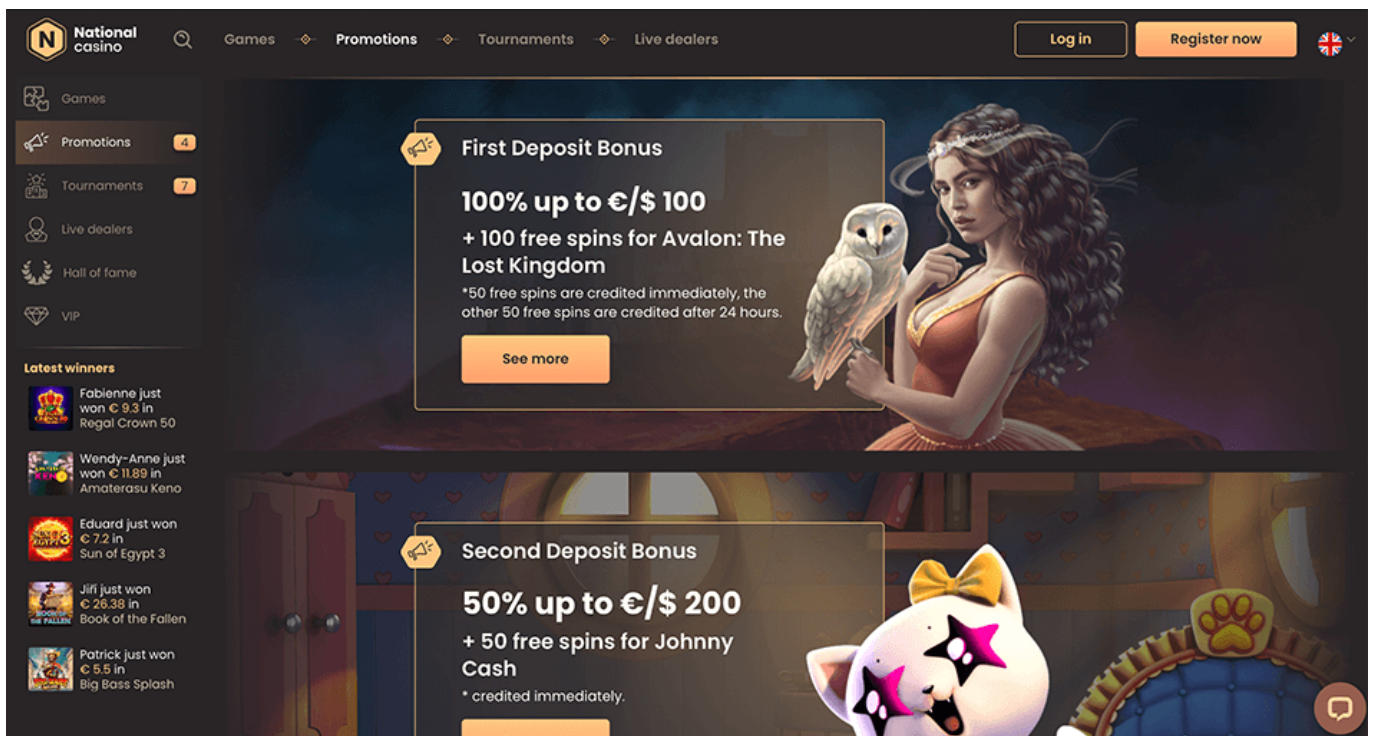 National
casino
Games
Promotions
Tournaments
Live dealers
Log in
Register now
Games
Promotions 4
Tournaments 7
Live dealers
Hall of fame
VIP
Latest winners
Fabienne just
won € 9.3 in
Regal Crown 50
Wendy-Anne just
won € 11.89 in
Amaterasu Keno
Eduard just won
€ 7.2 in
Sun of Egypt 3
Jiří just won
€ 26.38 in
Book of the Fallen
Patrick just won
€ 5.5 in
Big Bass Splash
First Deposit Bonus
100% up to €/$ 100
+ 100 free spins for Avalon: The
Lost Kingdom
*50 free spins are credited immediately, the
other 50 free spins are credited after 24 hours.
See more
Second Deposit Bonus
50% up to €/$ 200
+ 50 free spins for Johnny
Cash
* credited immediately.